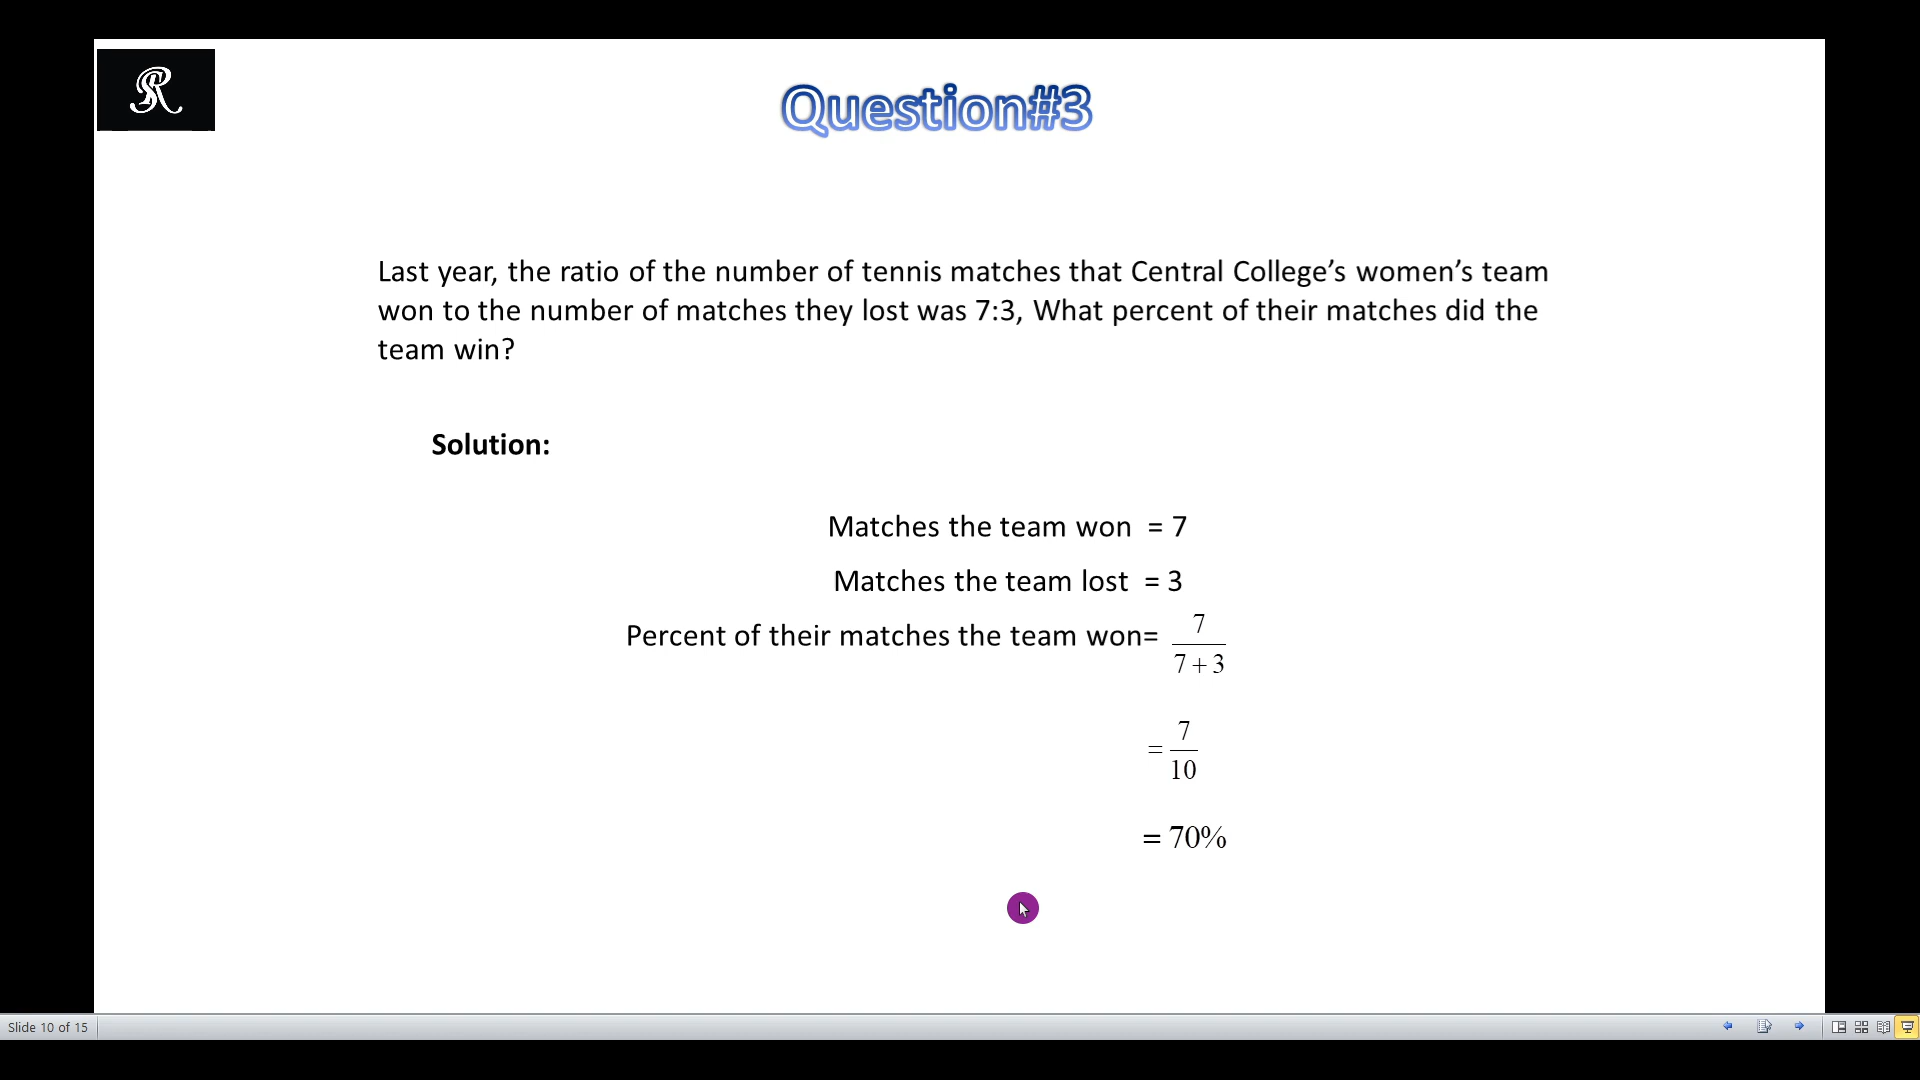 SR
Question#3
Last year, the ratio of the number of tennis matches that Central College’s women’s team
won to the number of matches they lost was 7:3, What percent of their matches did the
team win?
Solution:
Matches the team won = 7
Matches the team lost = 3
Percent of their matches the team won= 7/(7 + 3)
= 7/10
= 70%
Slide 10 of 15